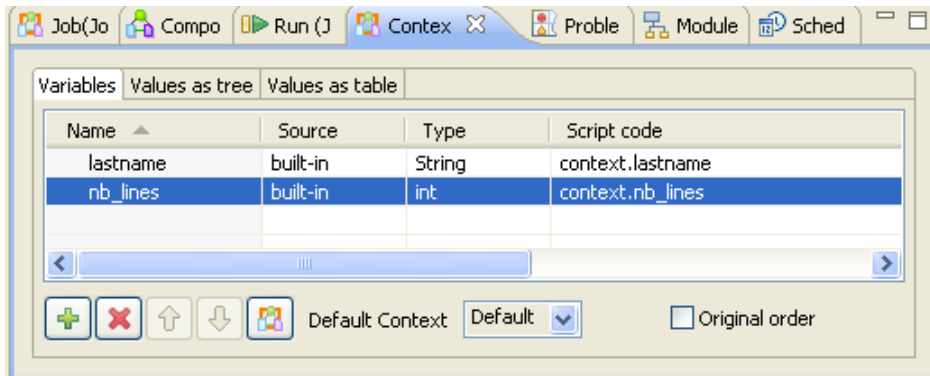 Job(Jo Compo Run (J Contex Proble Module Sched
Variables Values as tree Values as table
Name Source Type Script code
lastname built-in String context.lastname
nb_lines built-in int context.nb_lines
Default Context Default Original order